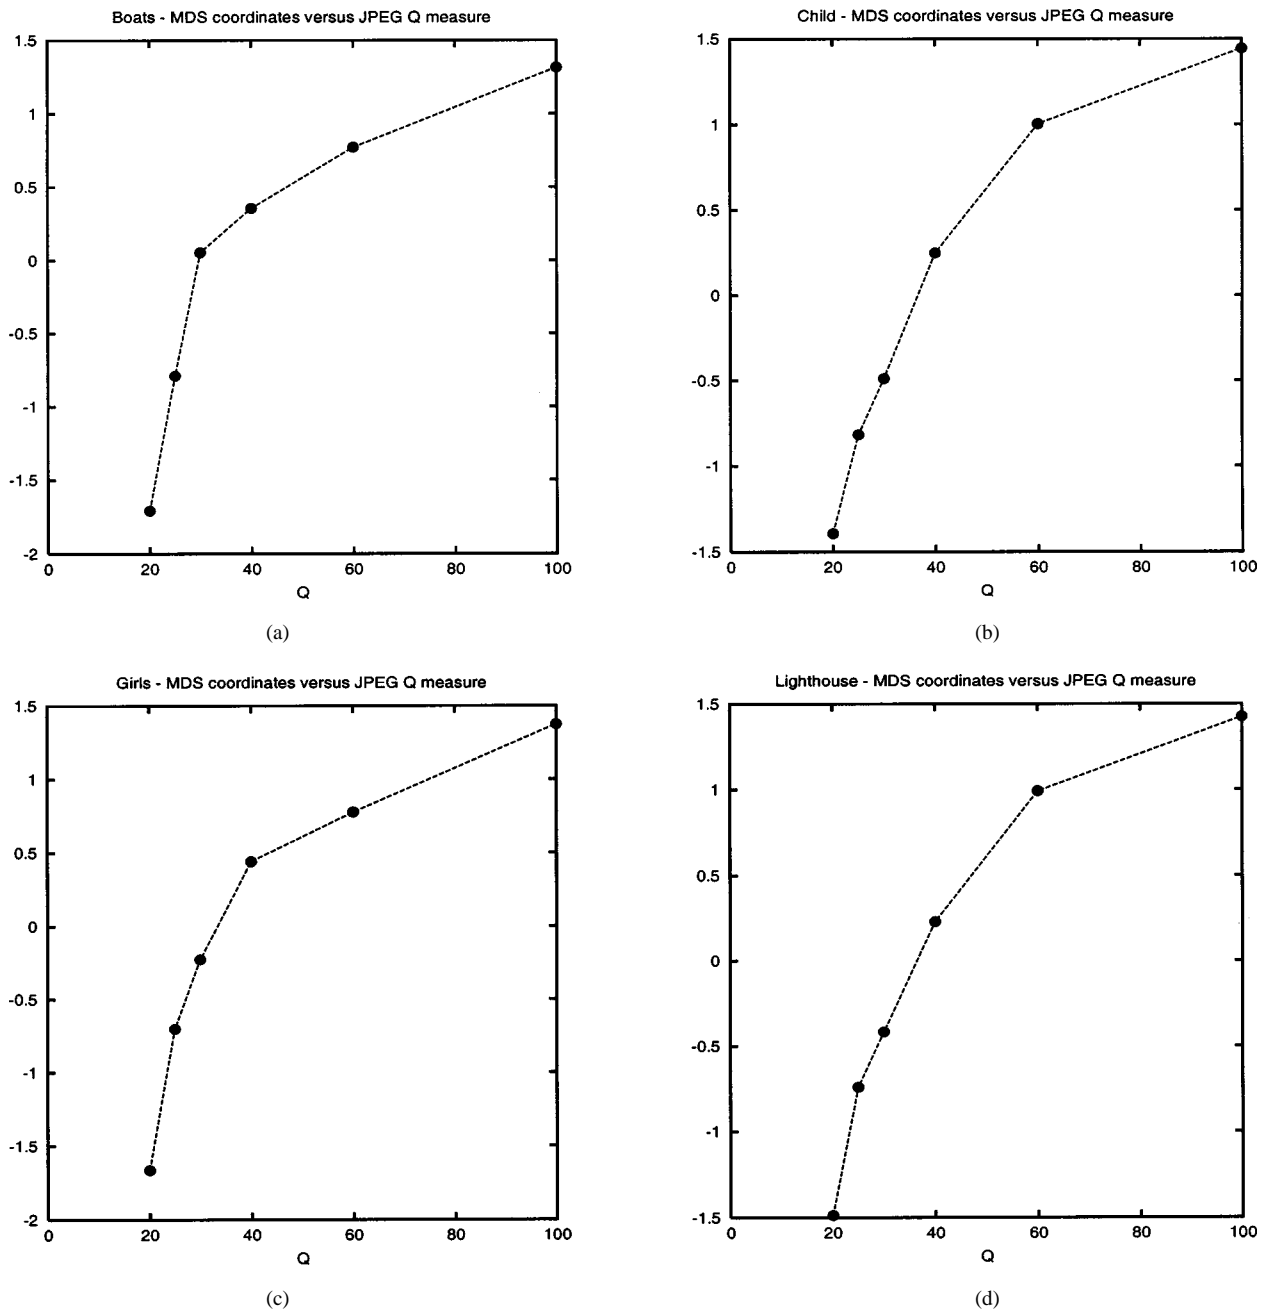 Boats - MDS coordinates versus JPEG Q measure
1.5
1
0.5
0
-0.5
-1
-1.5
-2
0 20 40 60 80 100
Q
(a)
Child - MDS coordinates versus JPEG Q measure
1.5
1
0.5
0
-0.5
-1
-1.5
0 20 40 60 80 100
Q
(b)
Girls - MDS coordinates versus JPEG Q measure
1.5
1
0.5
0
-0.5
-1
-1.5
-2
0 20 40 60 80 100
Q
(c)
Lighthouse - MDS coordinates versus JPEG Q measure
1.5
1
0.5
0
-0.5
-1
-1.5
0 20 40 60 80 100
Q
(d)